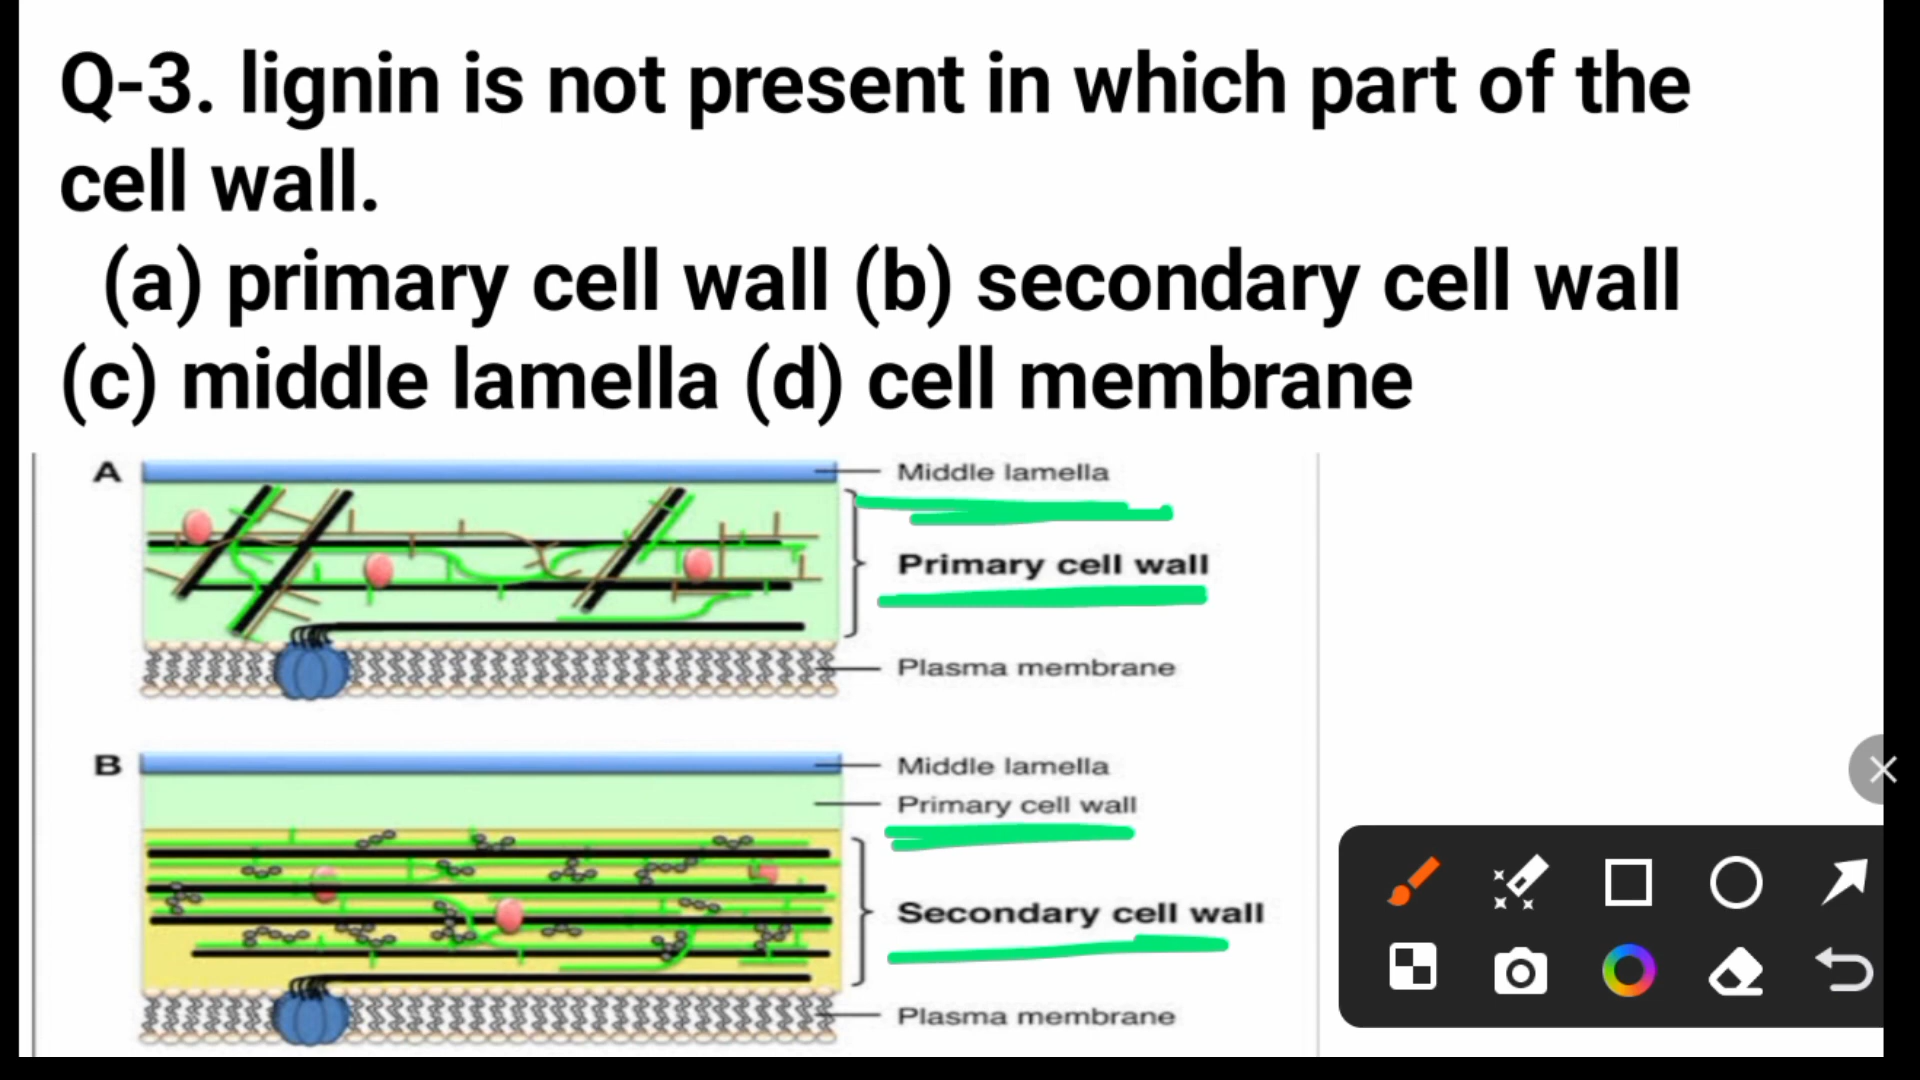 Q-3. lignin is not present in which part of the
cell wall.
(a) primary cell wall (b) secondary cell wall
(c) middle lamella (d) cell membrane
A
Middle lamella
Primary cell wall
Plasma membrane
B
Middle lamella
Primary cell wall
Secondary cell wall
Plasma membrane